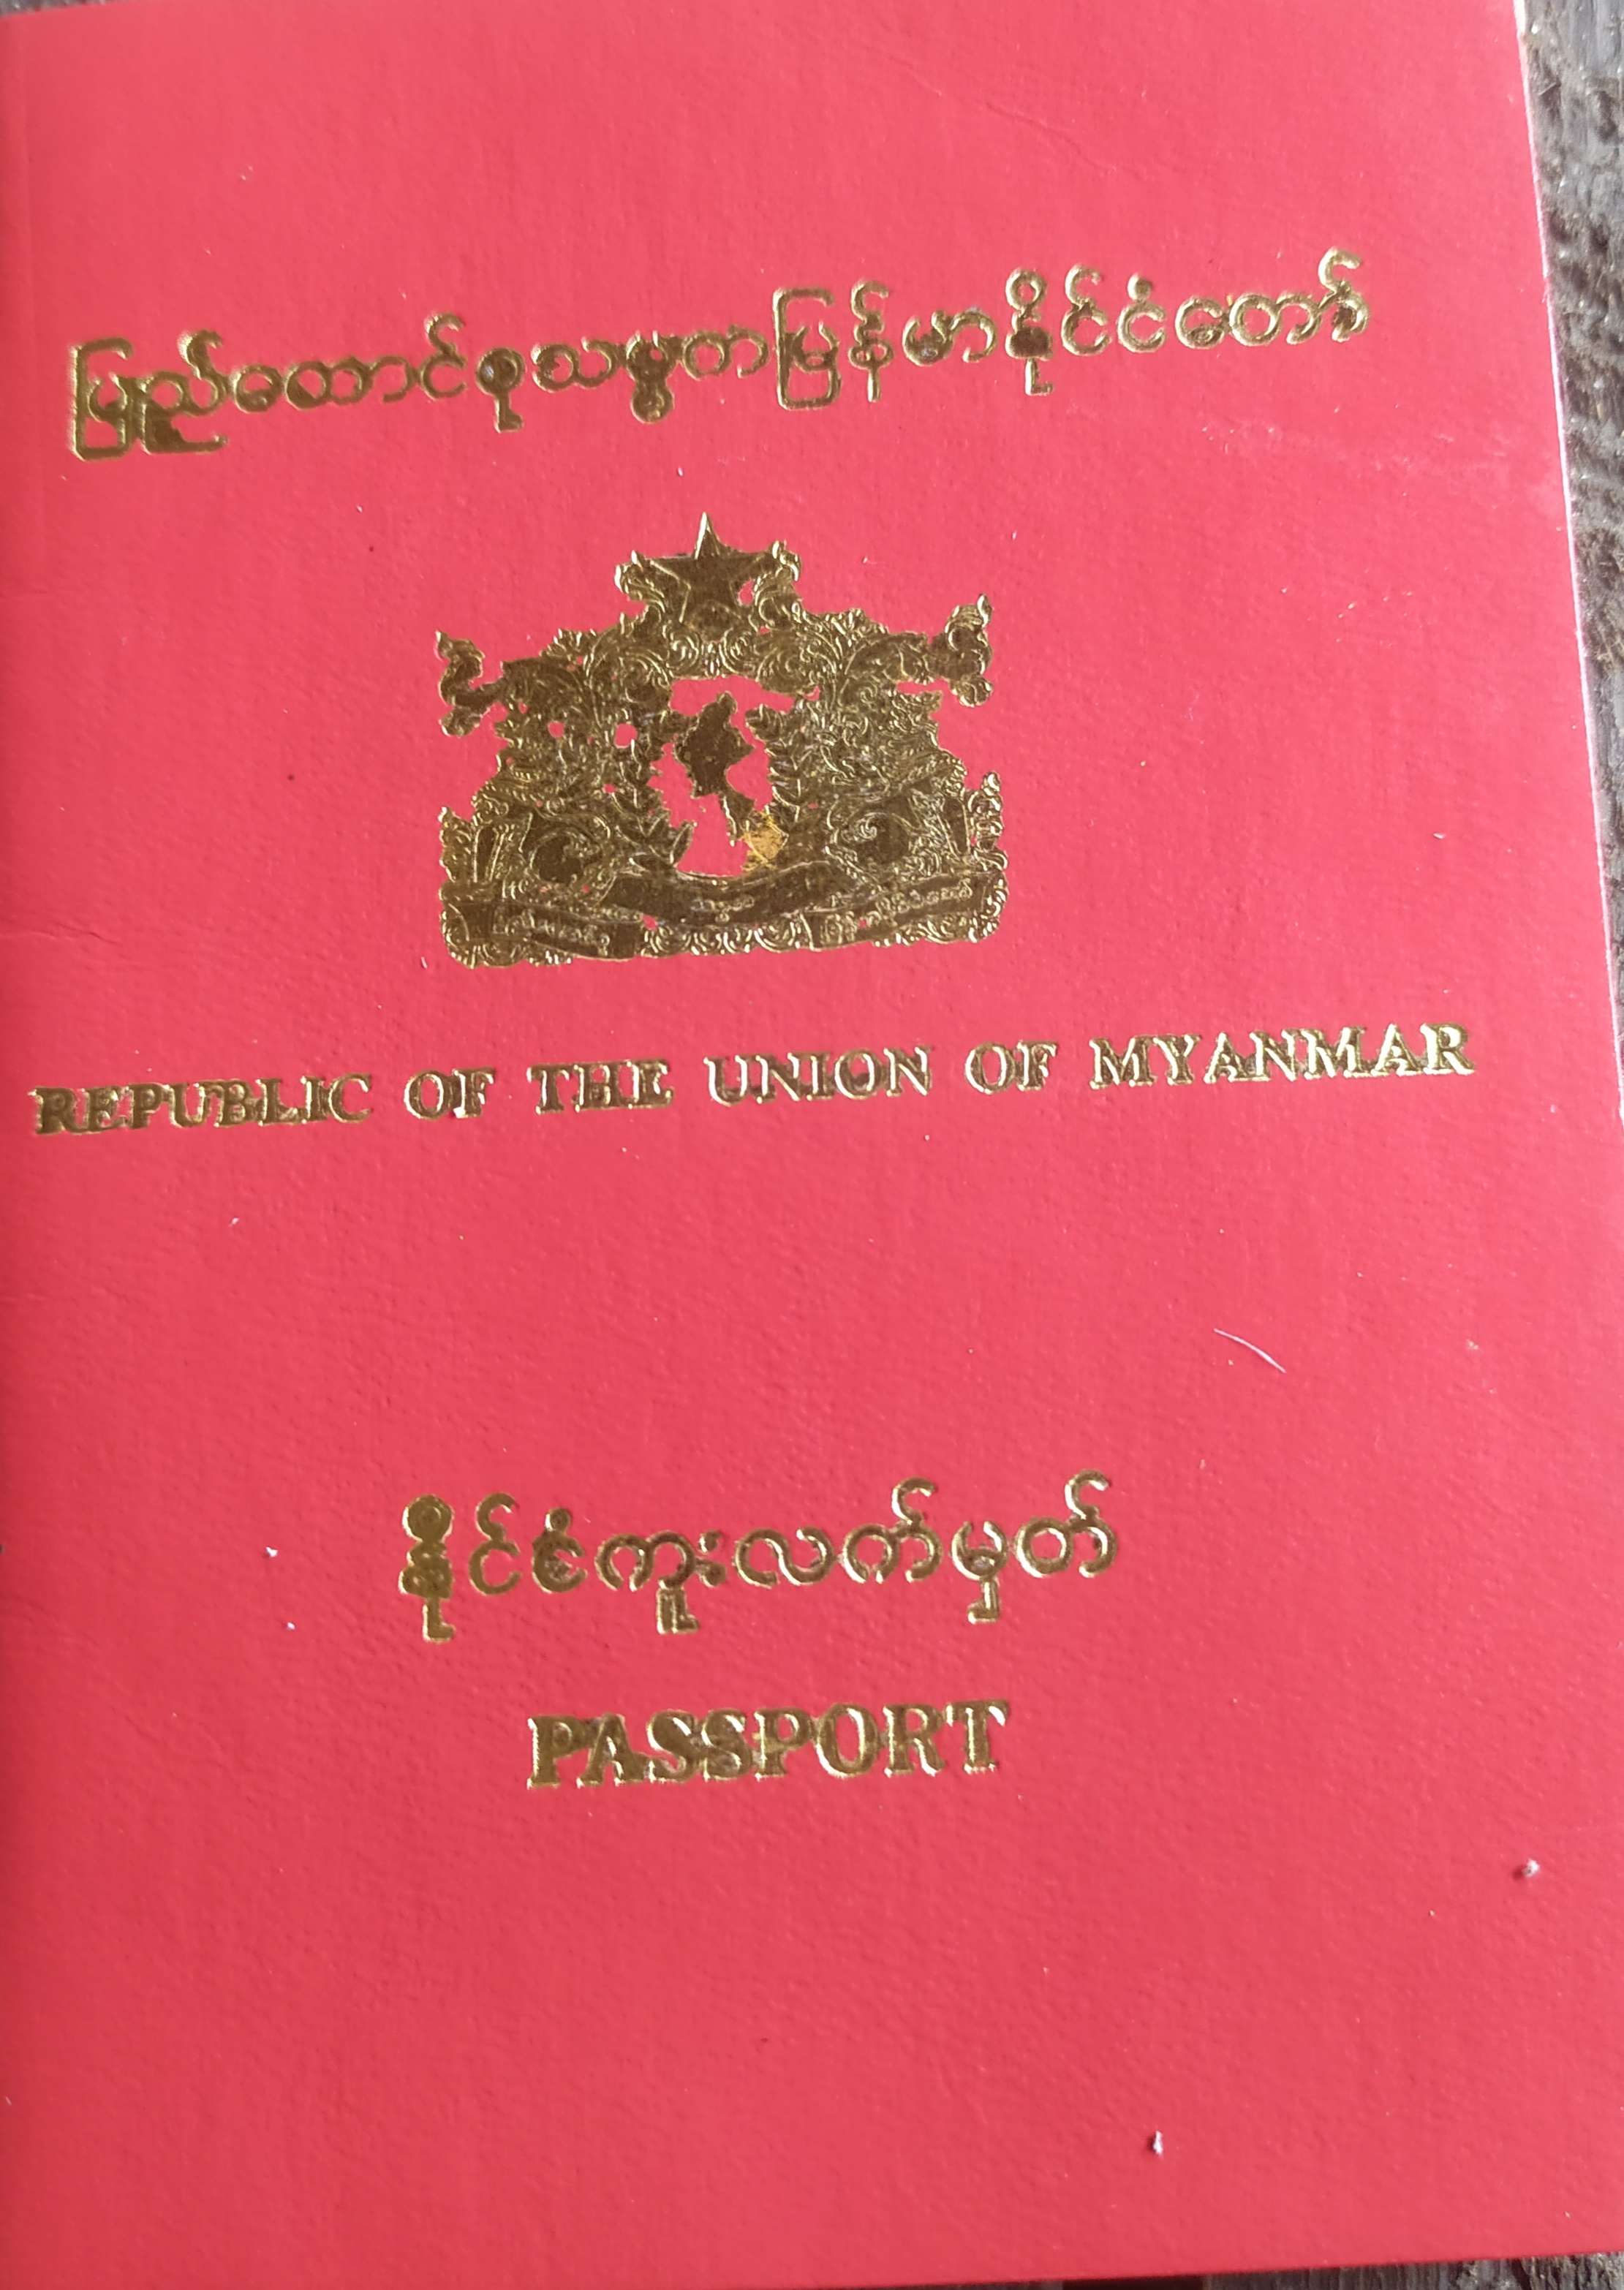 ပြည်ထောင်စုသမ္မတမြန်မာနိုင်ငံတော်
REPUBLIC OF THE UNION OF MYANMAR
နိုင်ငံကူးလက်မှတ်
PASSPORT